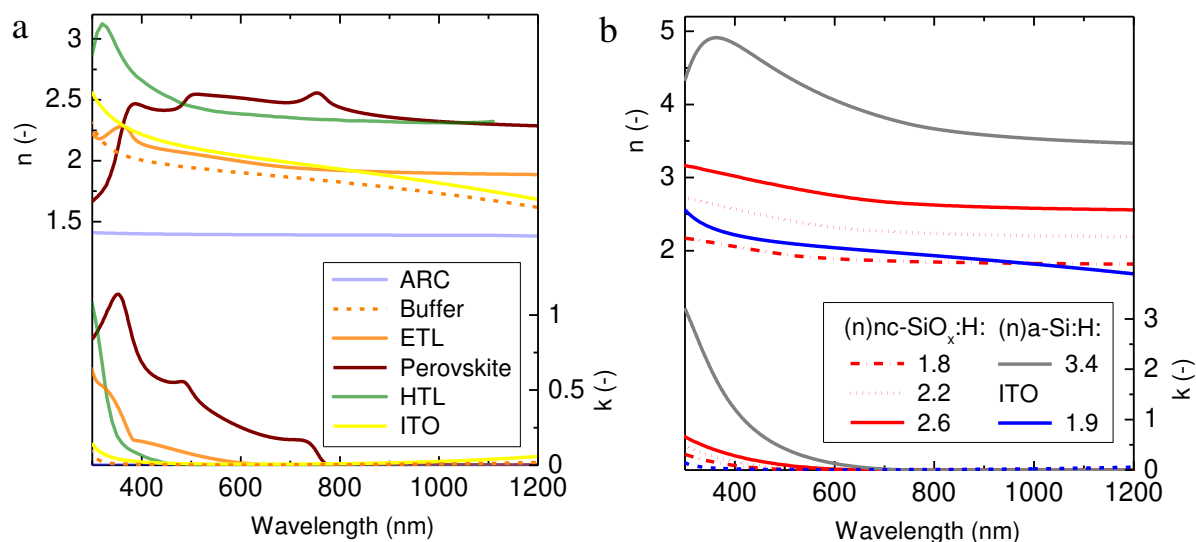 a
3
2.5
2
1.5
n (-)
ARC
Buffer
ETL
Perovskite
HTL
ITO
1
0.5
0
k (-)
400 600 800 1000 1200
Wavelength (nm)
b
5
4
3
2
n (-)
(n)nc-SiOₓ:H: (n)a-Si:H:
1.8 3.4
2.2 ITO
2.6 1.9
3
2
1
0
k (-)
400 600 800 1000 1200
Wavelength (nm)